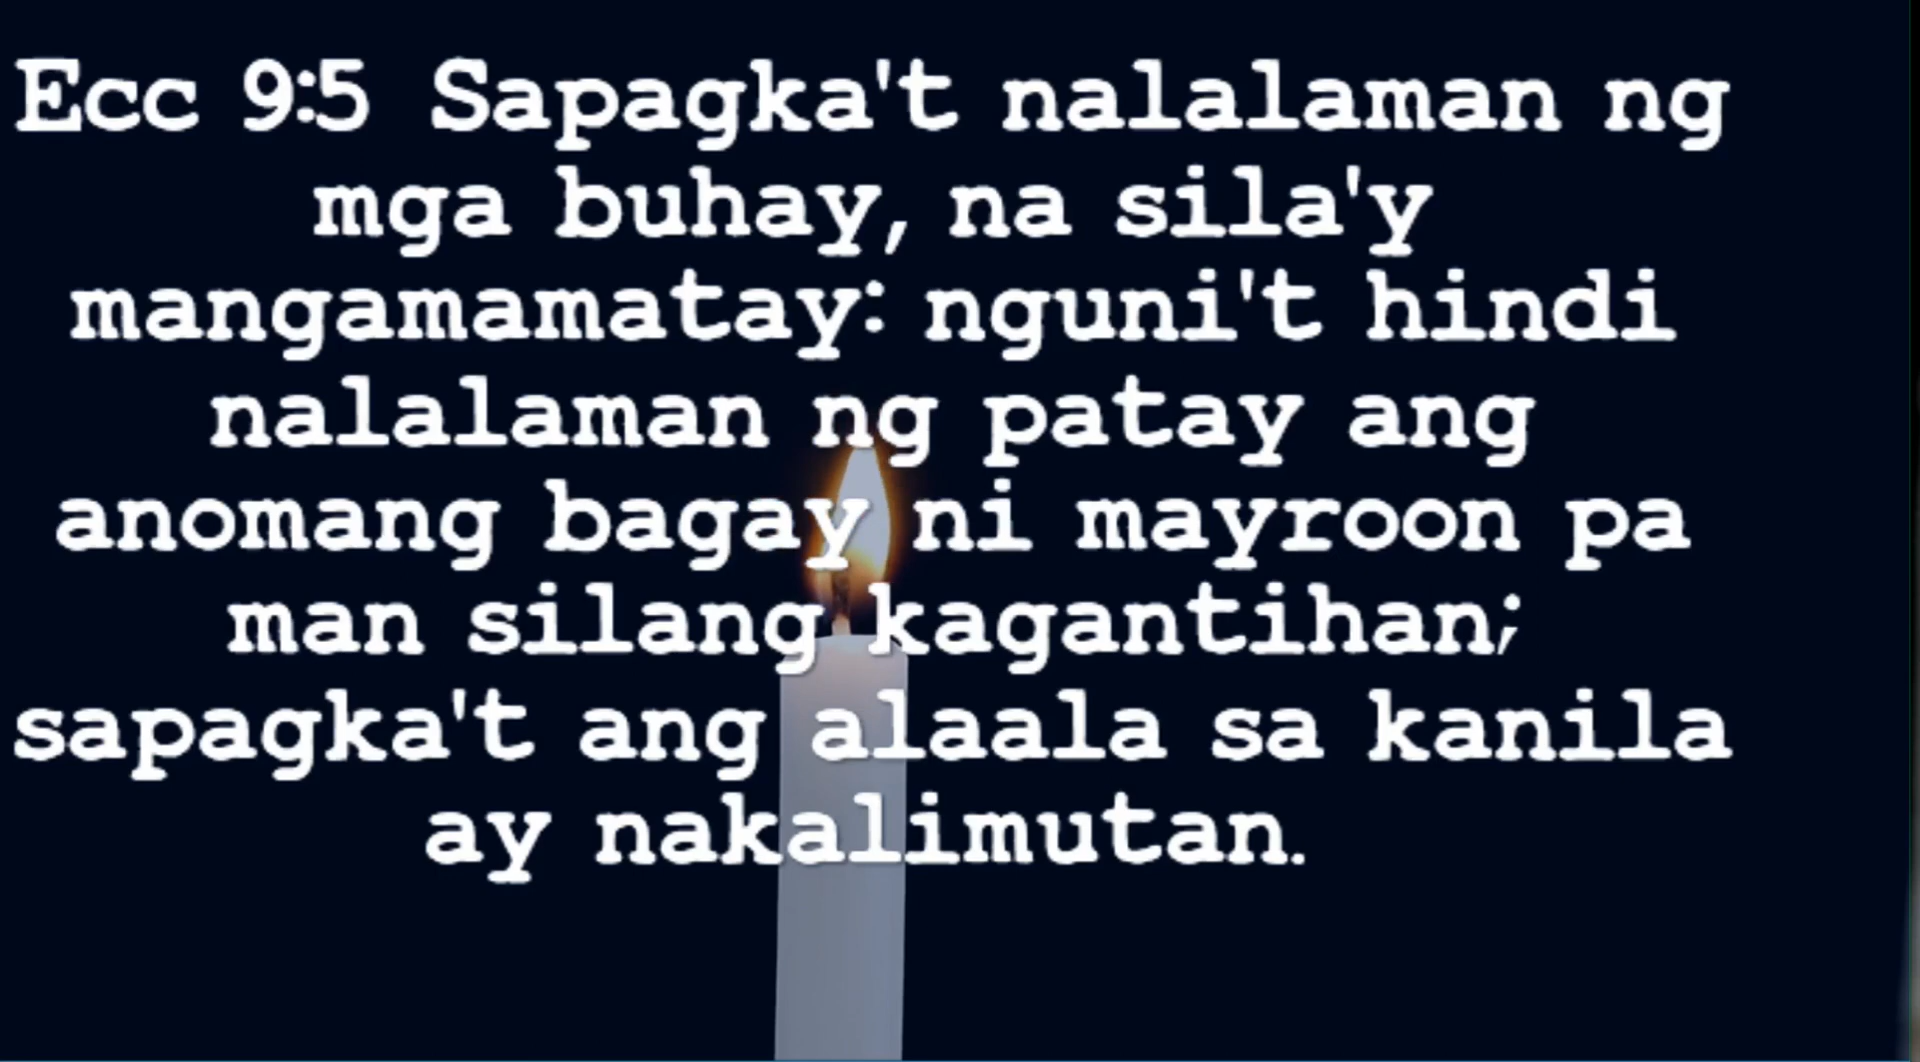 Ecc 9:5 Sapagka't nalalaman ng
mga buhay, na sila'y
mangamamatay: nguni't hindi
nalalaman ng patay ang
anomang bagay ni mayroon pa
man silang kagantihan;
sapagka't ang alaala sa kanila
ay nakalimutan.